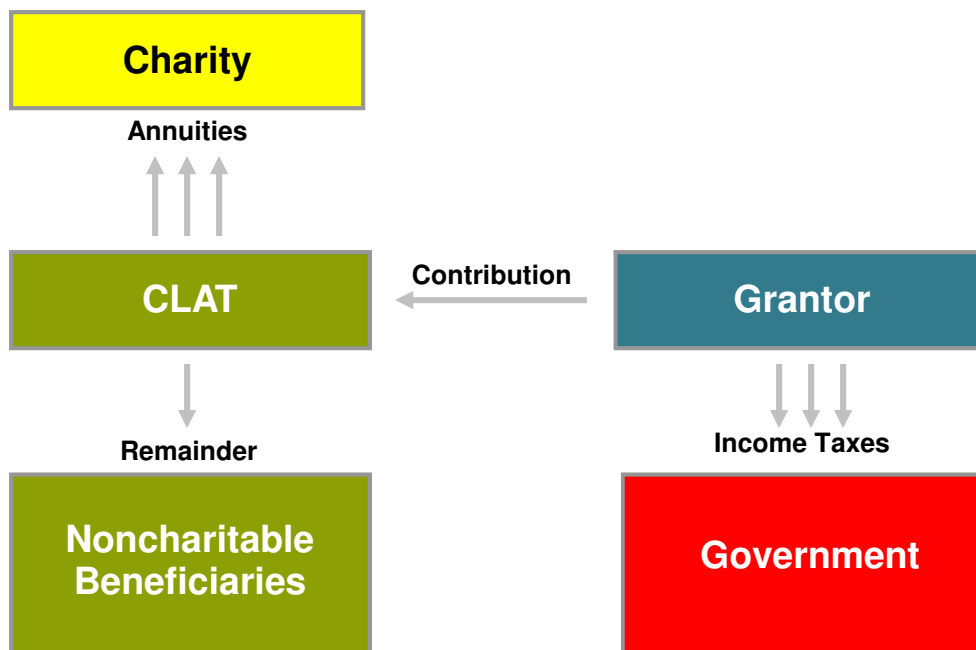 Charity
Annuities
CLAT
Contribution
Grantor
Remainder
Income Taxes
Noncharitable
Beneficiaries
Government